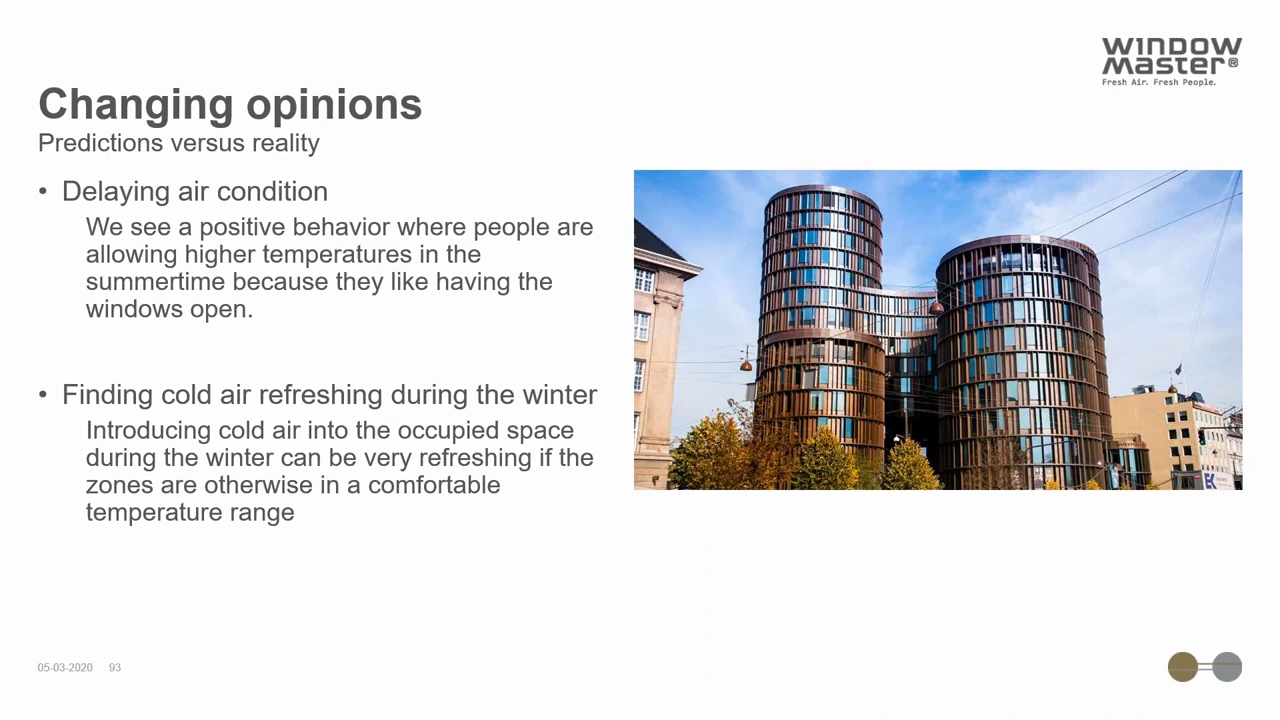 WINDOW
Master®
Fresh Air. Fresh People.
Changing opinions
Predictions versus reality
• Delaying air condition
We see a positive behavior where people are
allowing higher temperatures in the
summertime because they like having the
windows open.
• Finding cold air refreshing during the winter
Introducing cold air into the occupied space
during the winter can be very refreshing if the
zones are otherwise in a comfortable
temperature range
EK
05-03-2020 93